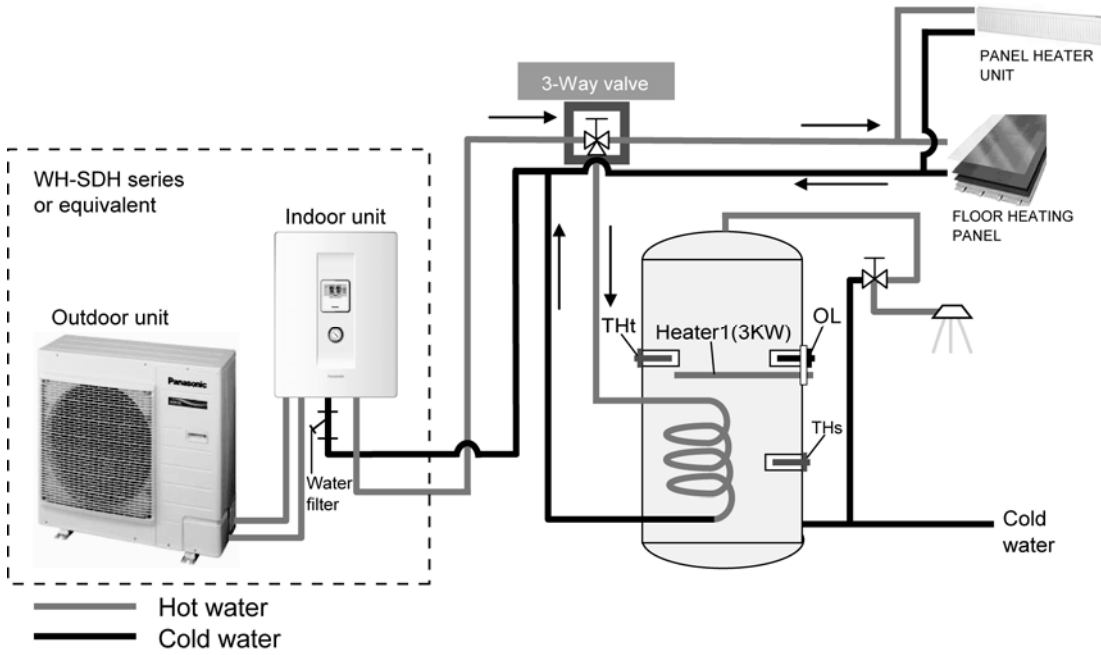 PANEL HEATER
UNIT
3-Way valve
WH-SDH series
or equivalent
Indoor unit
FLOOR HEATING
PANEL
Outdoor unit
THt
Heater1(3KW)
OL
Panasonic
THs
Water
filter
Cold
water
Hot water
Cold water